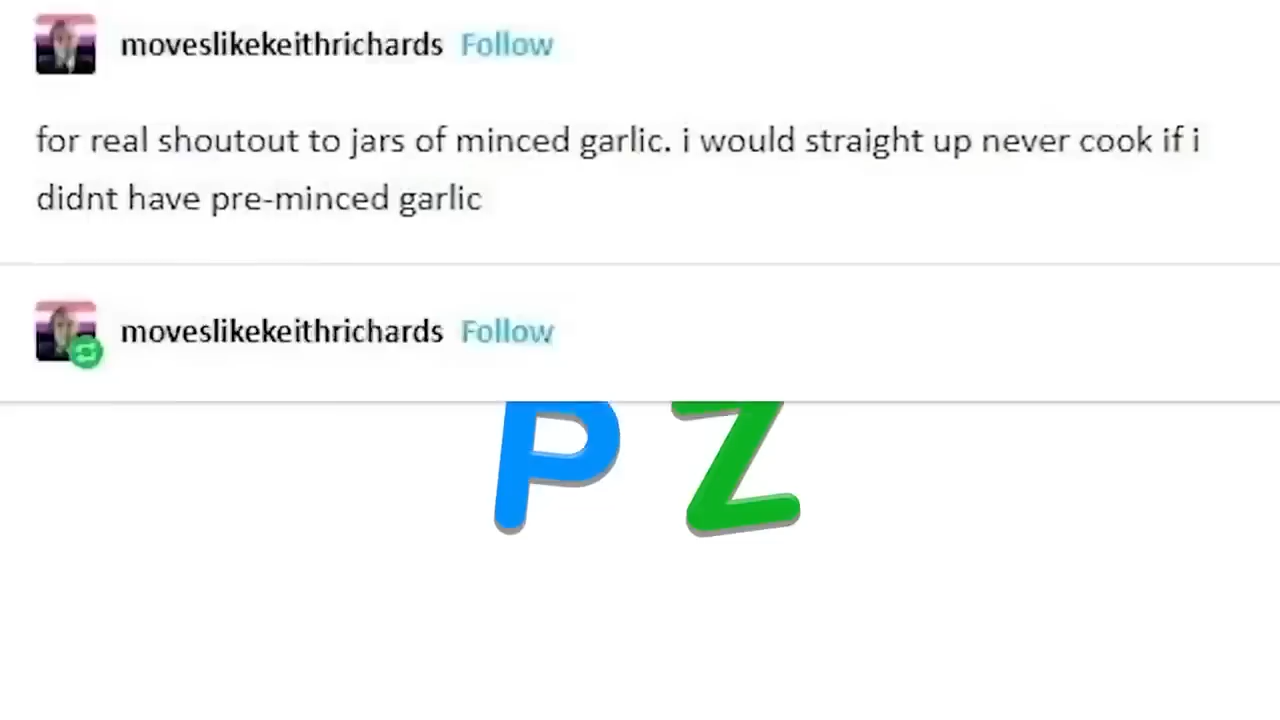 moveslikekeithrichards Follow
for real shoutout to jars of minced garlic. i would straight up never cook if i
didnt have pre-minced garlic
moveslikekeithrichards Follow
P Z